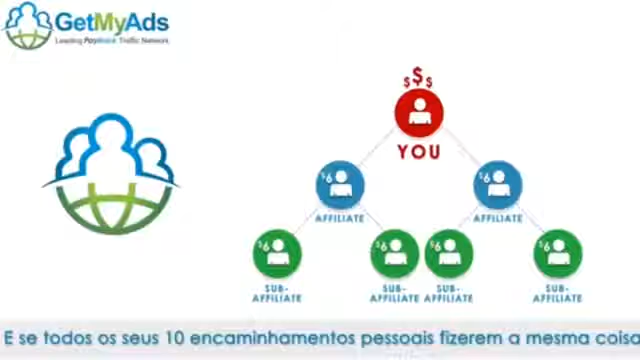 GetMyAds
Leading PayWave Traffic Network
$$$
YOU
$6
$6
AFFILIATE
AFFILIATE
$6
$6
$6
$6
SUB-
AFFILIATE
SUB-
AFFILIATE
SUB-
AFFILIATE
SUB-
AFFILIATE
E se todos os seus 10 encaminhamentos pessoais fizerem a mesma coisa